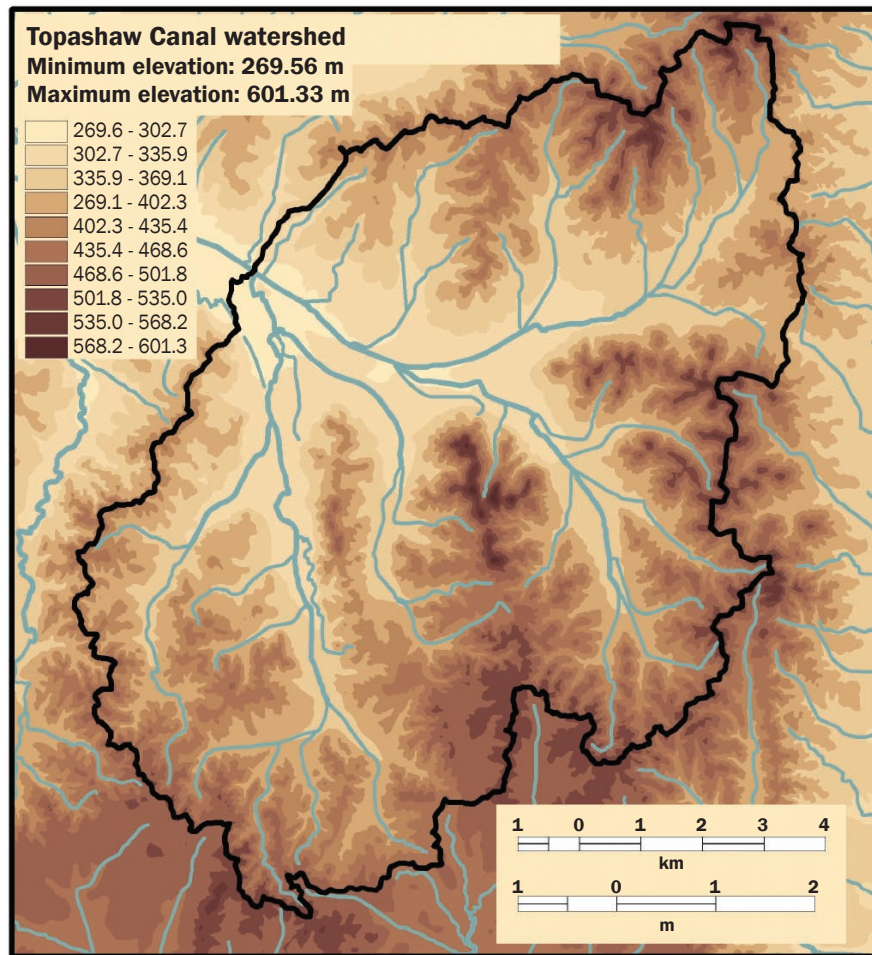 Topashaw Canal watershed
Minimum elevation: 269.56 m
Maximum elevation: 601.33 m
269.6 - 302.7
302.7 - 335.9
335.9 - 369.1
269.1 - 402.3
402.3 - 435.4
435.4 - 468.6
468.6 - 501.8
501.8 - 535.0
535.0 - 568.2
568.2 - 601.3
1 0 1 2 3 4
km
1 0 1 2
m